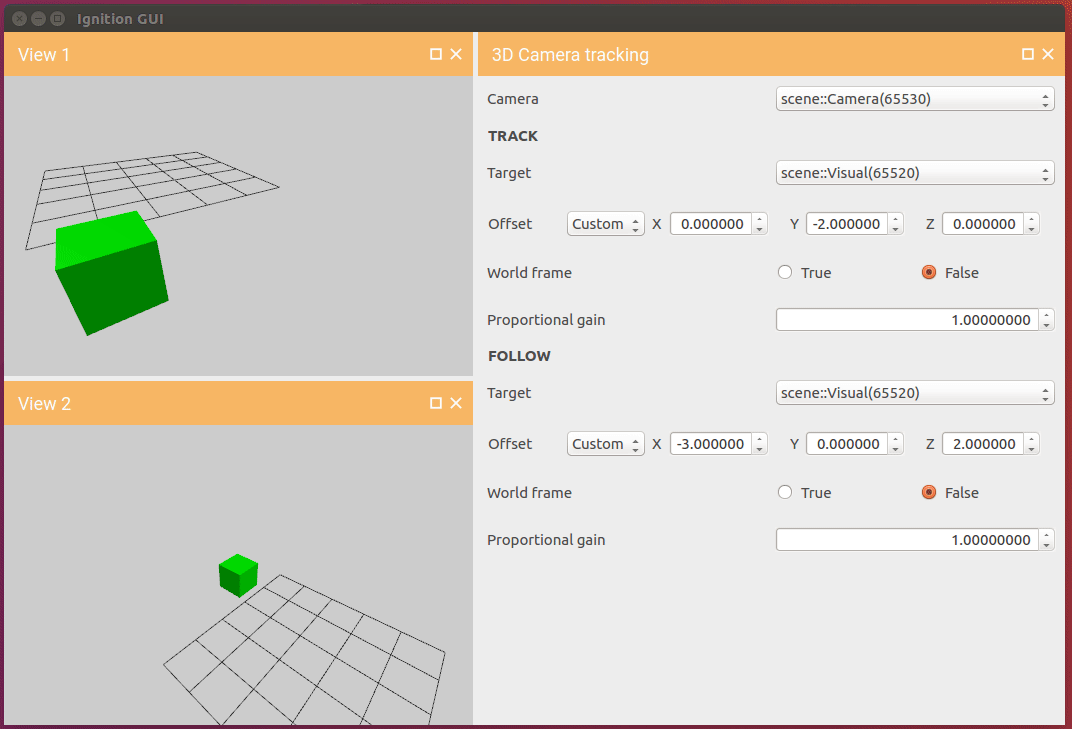 Ignition GUI
View 1
3D Camera tracking
Camera scene::Camera(65530)
TRACK
Target scene::Visual(65520)
Offset Custom X 0.000000 Y -2.000000 Z 0.000000
World frame True False
Proportional gain 1.00000000
FOLLOW
Target scene::Visual(65520)
View 2
Offset Custom X -3.000000 Y 0.000000 Z 2.000000
World frame True False
Proportional gain 1.00000000